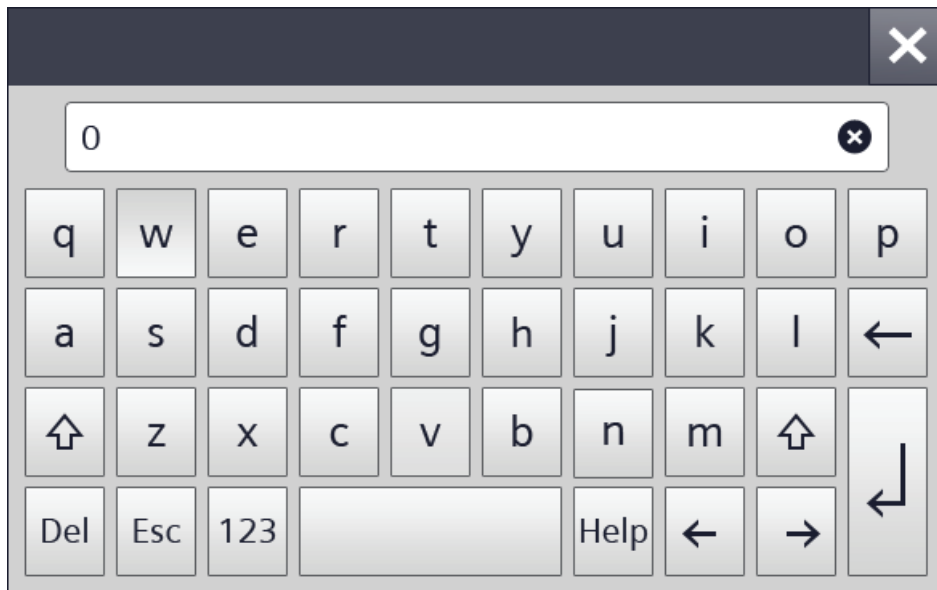 0
q w e r t y u i o p
a s d f g h j k l ←
z x c v b n m
Del Esc 123 Help ← →